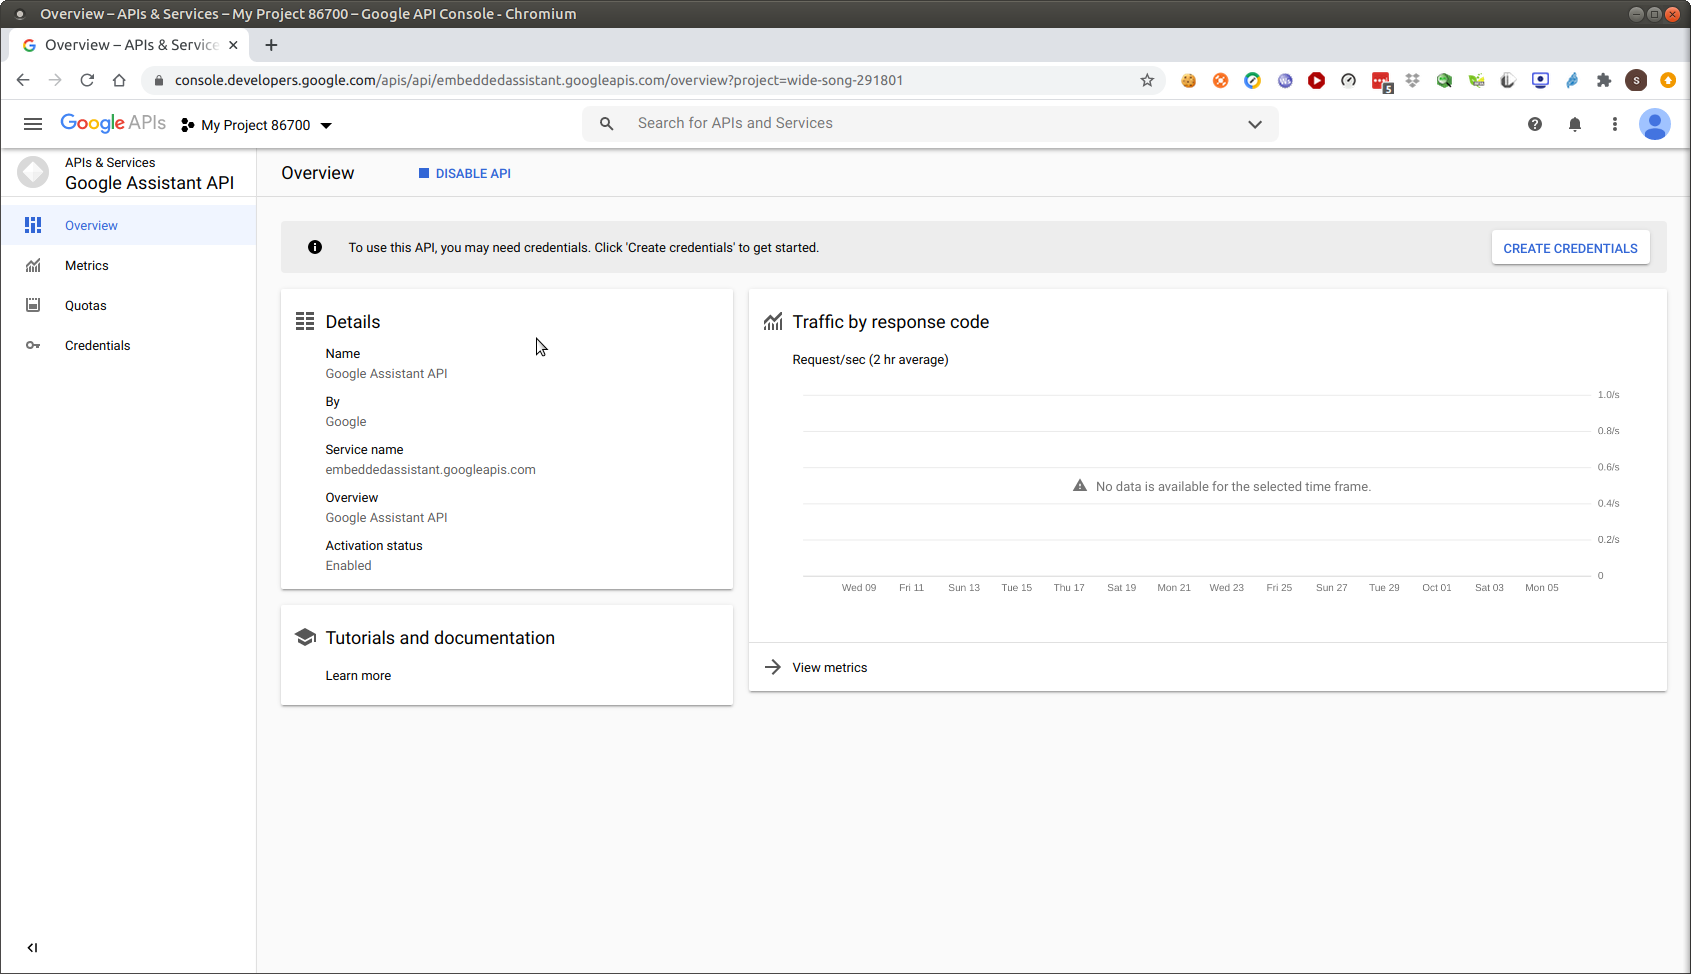 Overview – APIs & Services – My Project 86700 – Google API Console - Chromium
Overview – APIs & Service
console.developers.google.com/apis/api/embeddedassistant.googleapis.com/overview?project=wide-song-291801
5
S
Google APIs
My Project 86700
Search for APIs and Services
APIs & Services
Google Assistant API
Overview
DISABLE API
Overview
Metrics
Quotas
Credentials
To use this API, you may need credentials. Click 'Create credentials' to get started.
CREATE CREDENTIALS
Details
Name
Google Assistant API
By
Google
Service name
embeddedassistant.googleapis.com
Overview
Google Assistant API
Activation status
Enabled
Tutorials and documentation
Learn more
Traffic by response code
Request/sec (2 hr average)
1.0/s
0.8/s
0.6/s
No data is available for the selected time frame.
0.4/s
0.2/s
0
Wed 09 Fri 11 Sun 13 Tue 15 Thu 17 Sat 19 Mon 21 Wed 23 Fri 25 Sun 27 Tue 29 Oct 01 Sat 03 Mon 05
View metrics